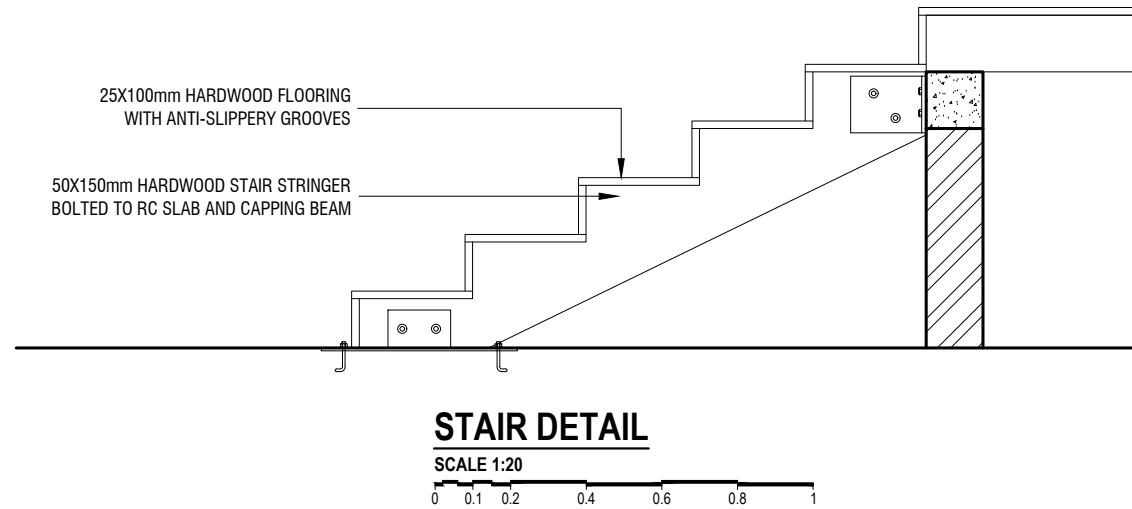 25X100mm HARDWOOD FLOORING
WITH ANTI-SLIPPERY GROOVES
50X150mm HARDWOOD STAIR STRINGER
BOLTED TO RC SLAB AND CAPPING BEAM
STAIR DETAIL
SCALE 1:20
0 0.1 0.2 0.4 0.6 0.8 1